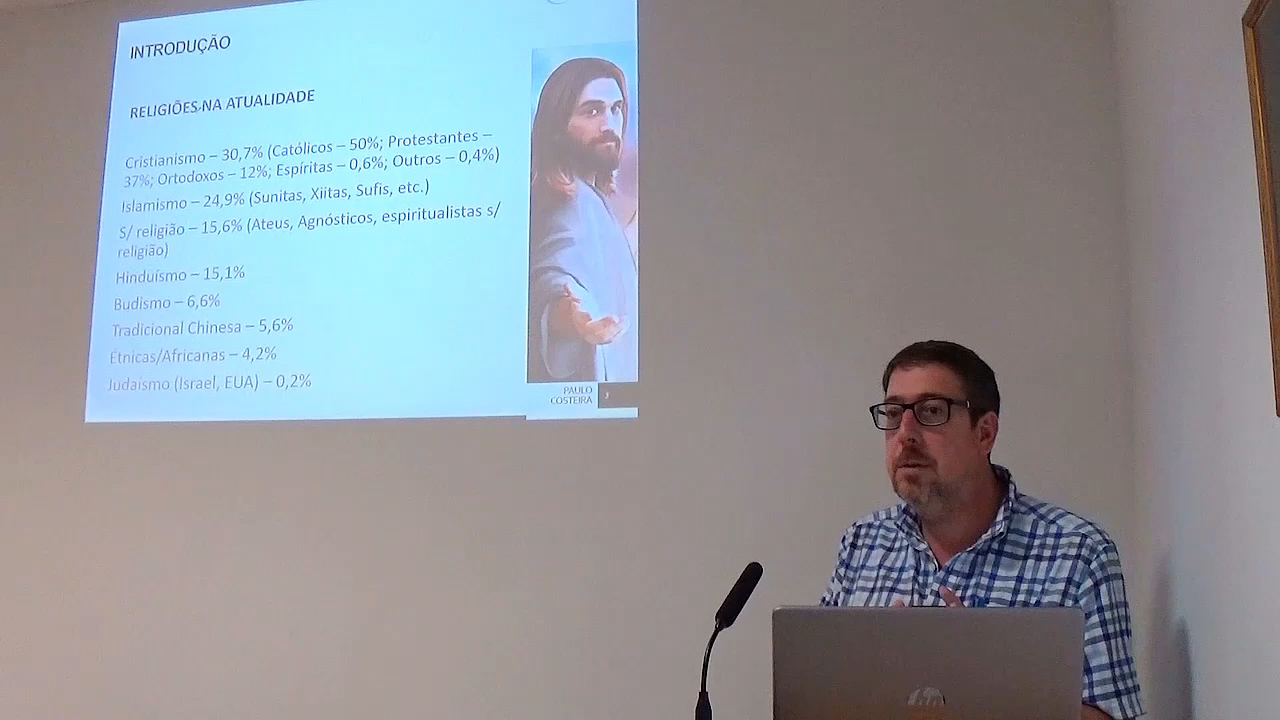 INTRODUÇÃO
RELIGIÕES NA ATUALIDADE
Cristianismo – 30,7% (Católicos – 50%; Protestantes –
37%; Ortodoxos – 12%; Espíritas – 0,6%; Outros – 0,4%)
Islamismo – 24,9% (Sunitas, Xiitas, Sufis, etc.)
S/ religião – 15,6% (Ateus, Agnósticos, espiritualistas s/
religião)
Hinduísmo – 15,1%
Budismo – 6,6%
Tradicional Chinesa – 5,6%
Étnicas/Africanas – 4,2%
Judaísmo (Israel, EUA) – 0,2%
PAULO
COSTEIRA
3
hp